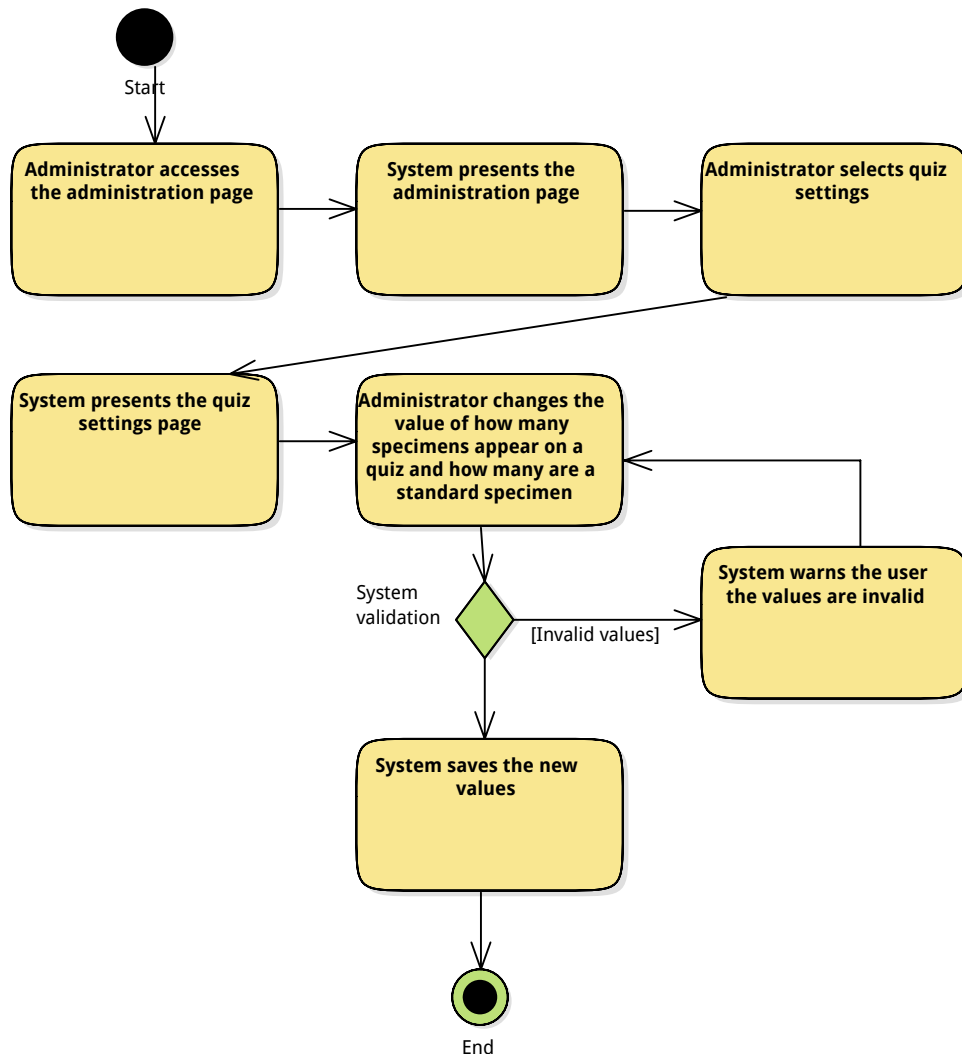 Start
Administrator accesses
the administration page
System presents the
administration page
Administrator selects quiz
settings
System presents the quiz
settings page
Administrator changes the
value of how many
specimens appear on a
quiz and how many are a
standard specimen
System
validation
[Invalid values]
System warns the user
the values are invalid
System saves the new
values
End